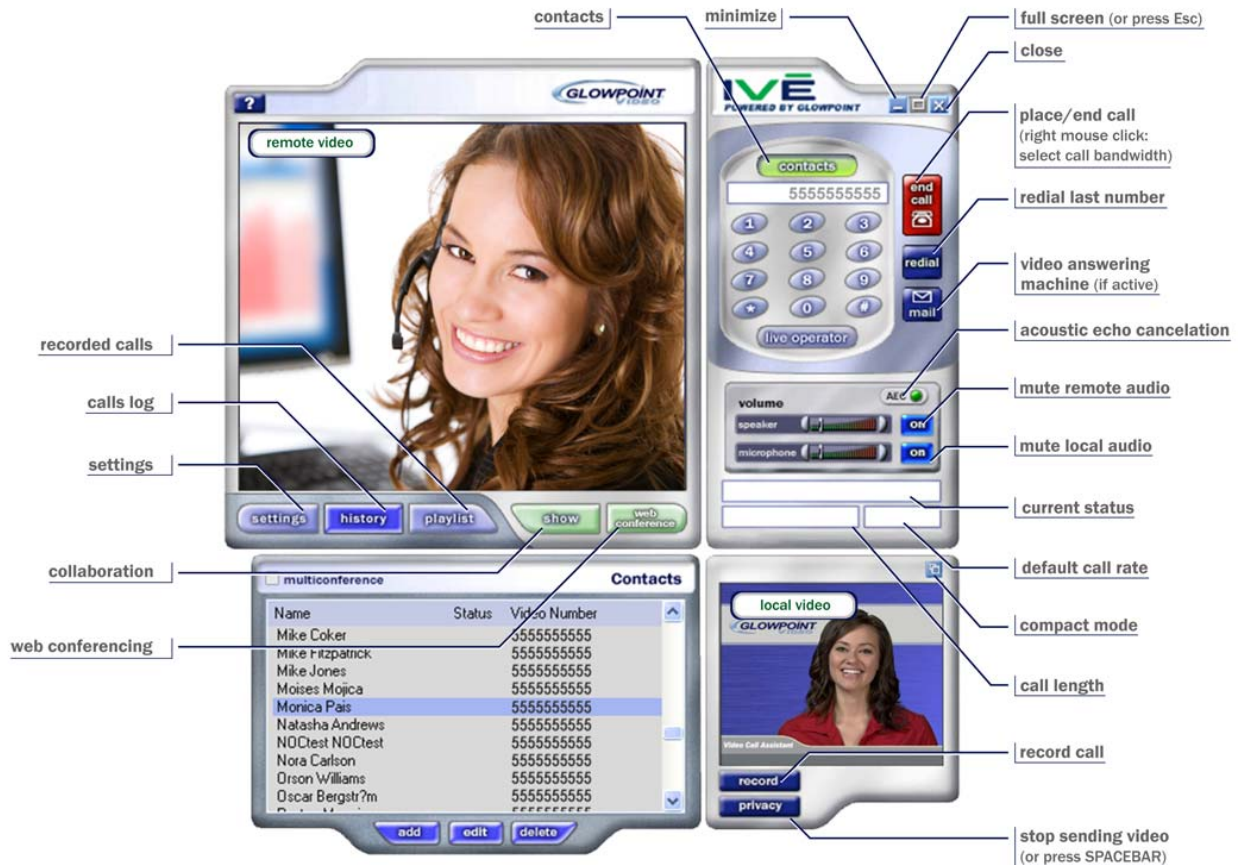 contacts
minimize
full screen (or press Esc)
close
place/end call
(right mouse click:
select call bandwidth)
redial last number
video answering
machine (if active)
acoustic echo cancelation
mute remote audio
mute local audio
current status
default call rate
compact mode
call length
record call
stop sending video
(or press SPACEBAR)
recorded calls
calls log
settings
collaboration
web conferencing
?
GLOWPOINT
VIDEO
remote video
settings
history
playlist
show
web
conference
IVĒ
POWERED BY GLOWPOINT
contacts
5555555555
1 2 3
4 5 6
7 8 9
* 0 #
live operator
end
call
redial
mail
AEC
volume
speaker
on
microphone
on
multiconference
Contacts
Name Status Video Number
Mike Coker 5555555555
Mike Fitzpatrick 5555555555
Mike Jones 5555555555
Moises Mojica 5555555555
Monica Pais 5555555555
Natasha Andrews 5555555555
NOCtest NOCtest 5555555555
Nora Carlson 5555555555
Orson Williams 5555555555
Oscar Bergstr?m 5555555555
add
edit
delete
local video
GLOWPOINT
VIDEO
Video Call Assistant
record
privacy